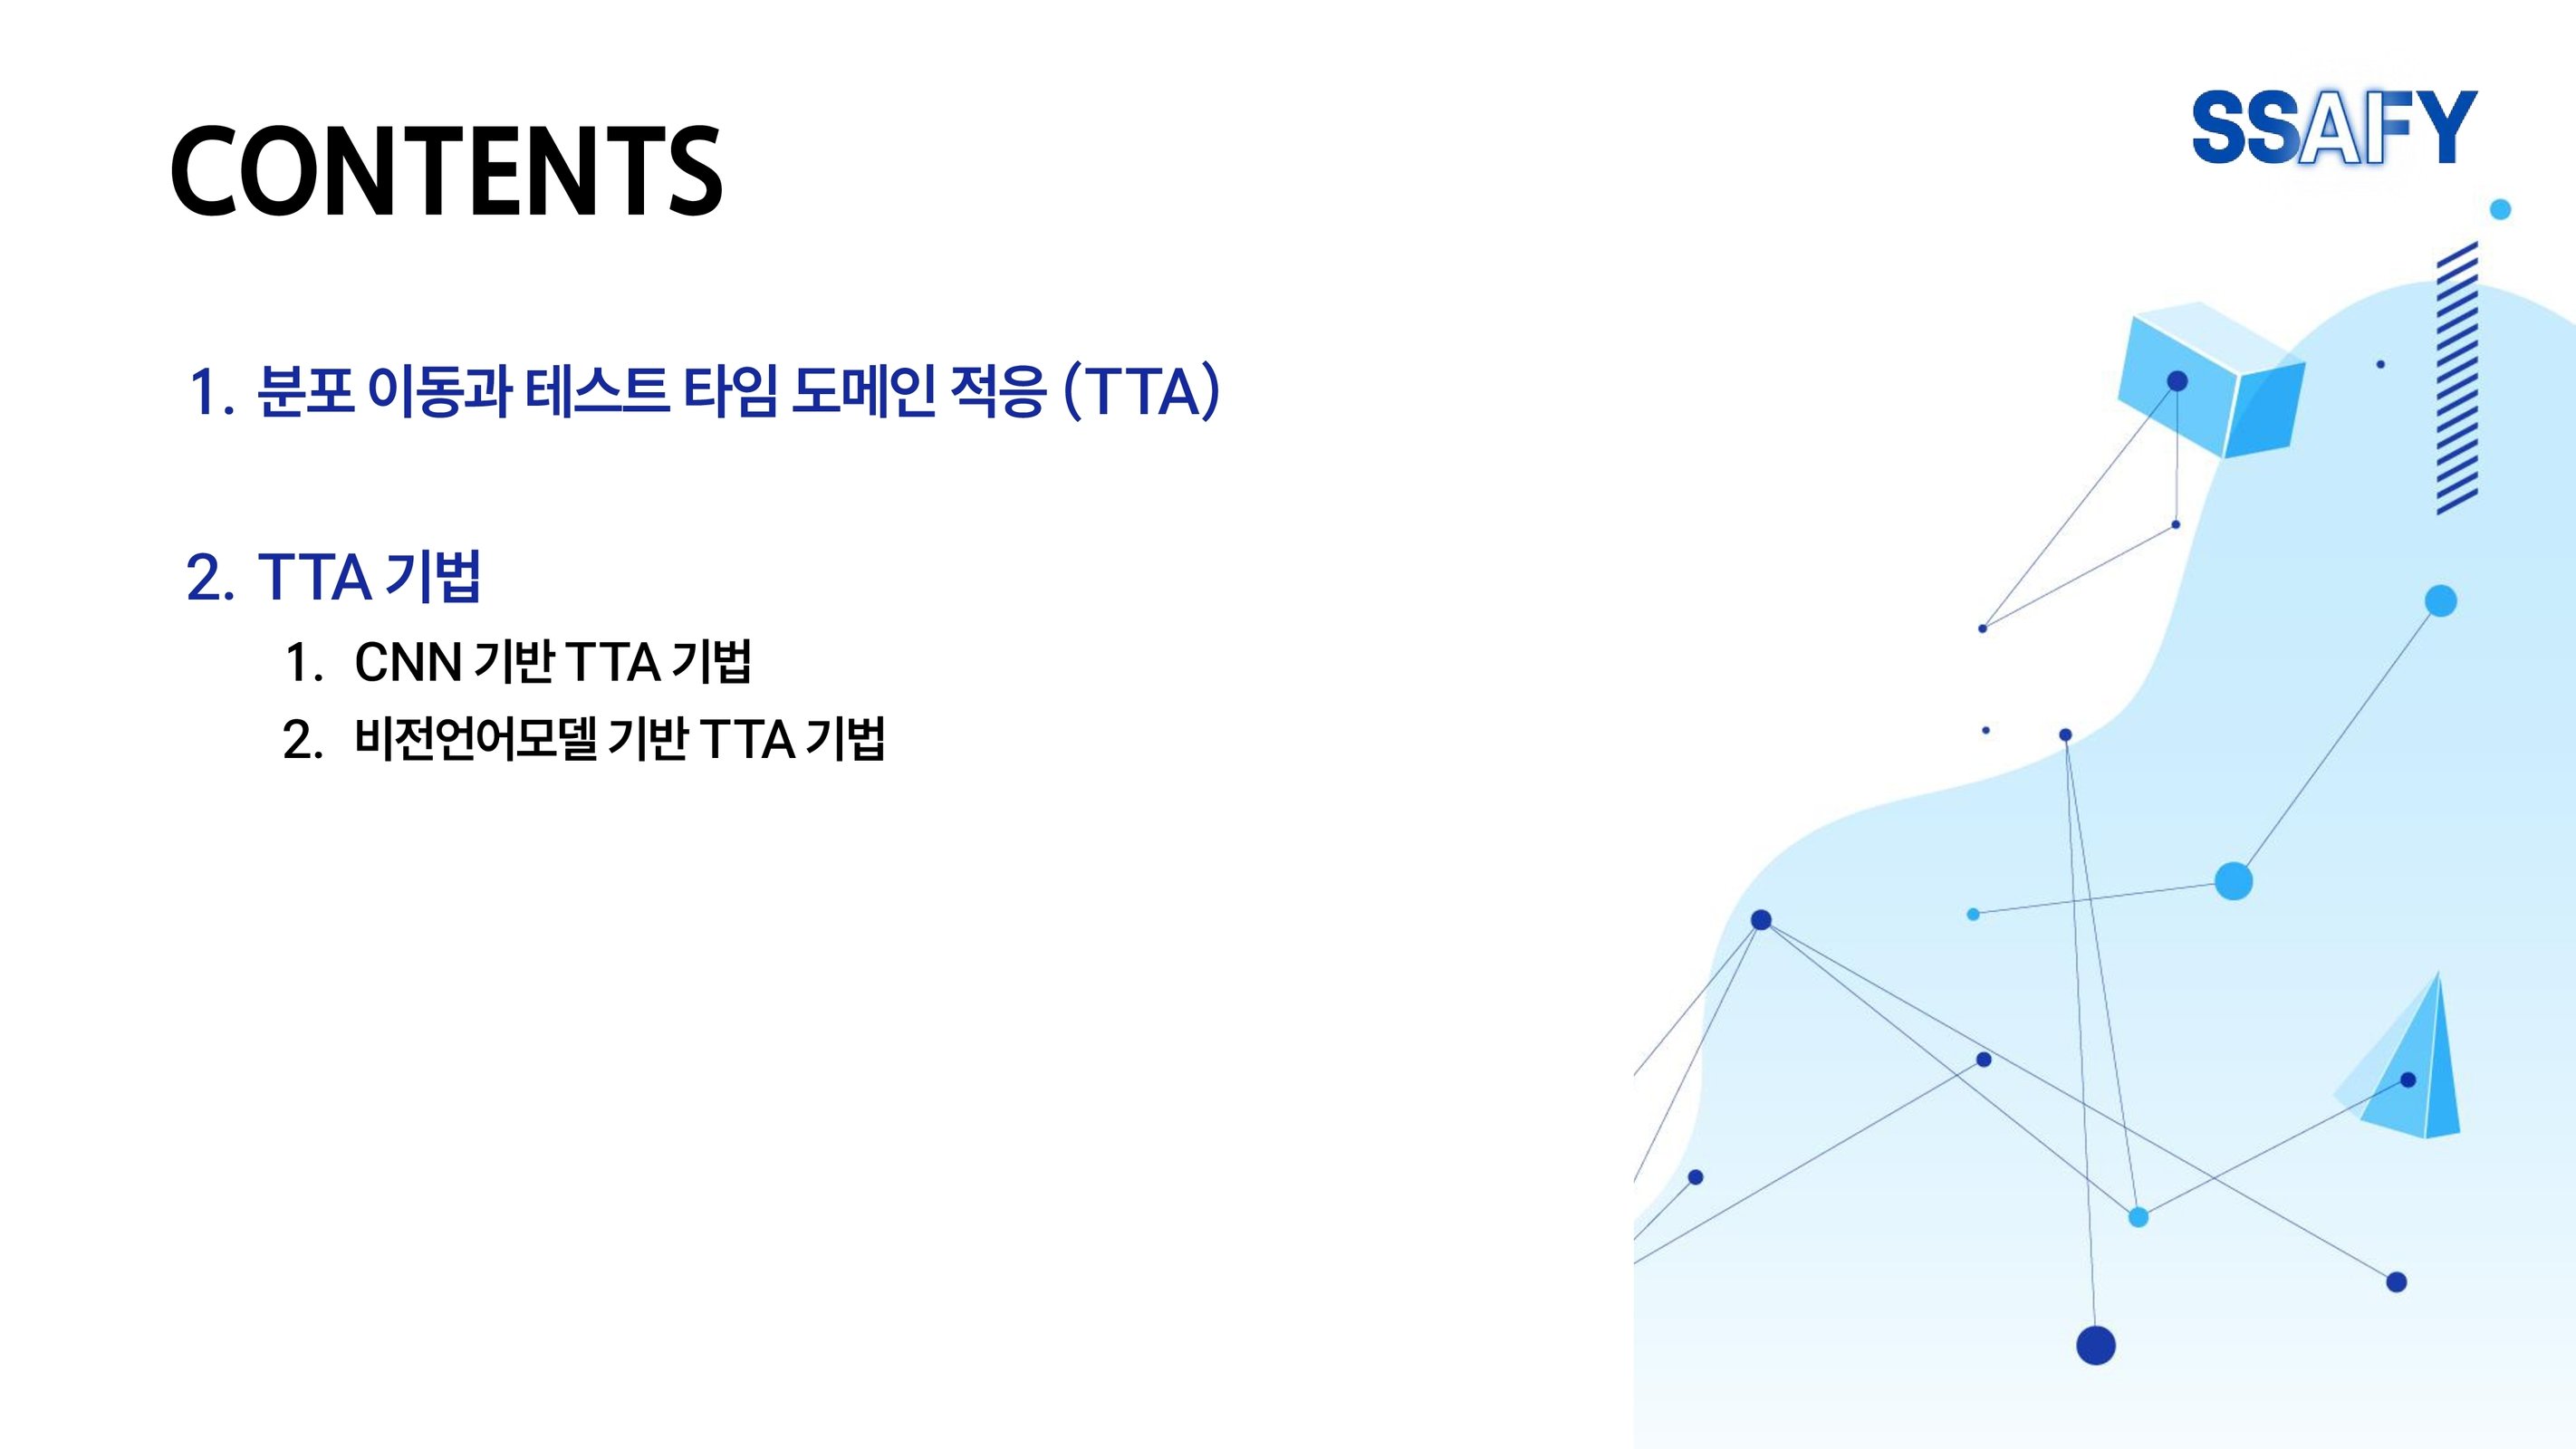 CONTENTS
SSAFY
1. 분포 이동과 테스트 타임 도메인 적응 (TTA)
2. TTA 기법
1. CNN 기반 TTA 기법
2. 비전언어모델 기반 TTA 기법